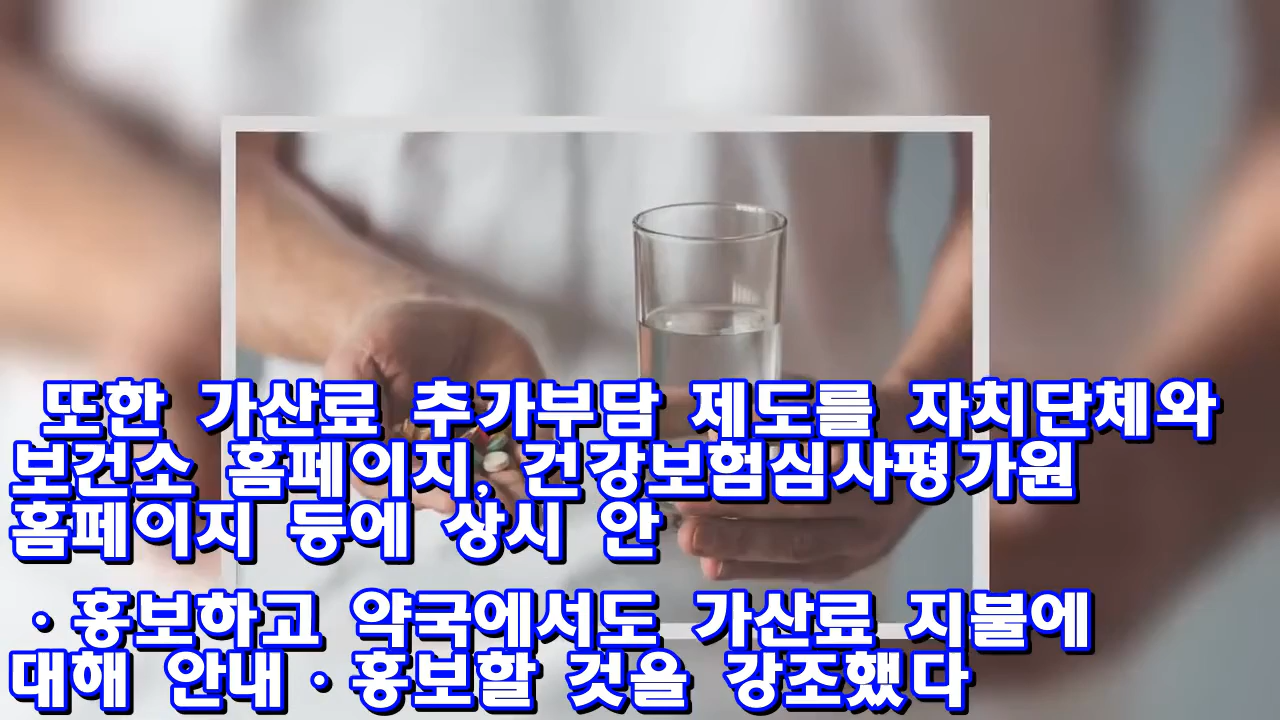 또한 가산료 추가부담 제도를 자치단체와
보건소 홈페이지, 건강보험심사평가원
홈페이지 등에 상시 안
·홍보하고 약국에서도 가산료 지불에
대해 안내·홍보할 것을 강조했다